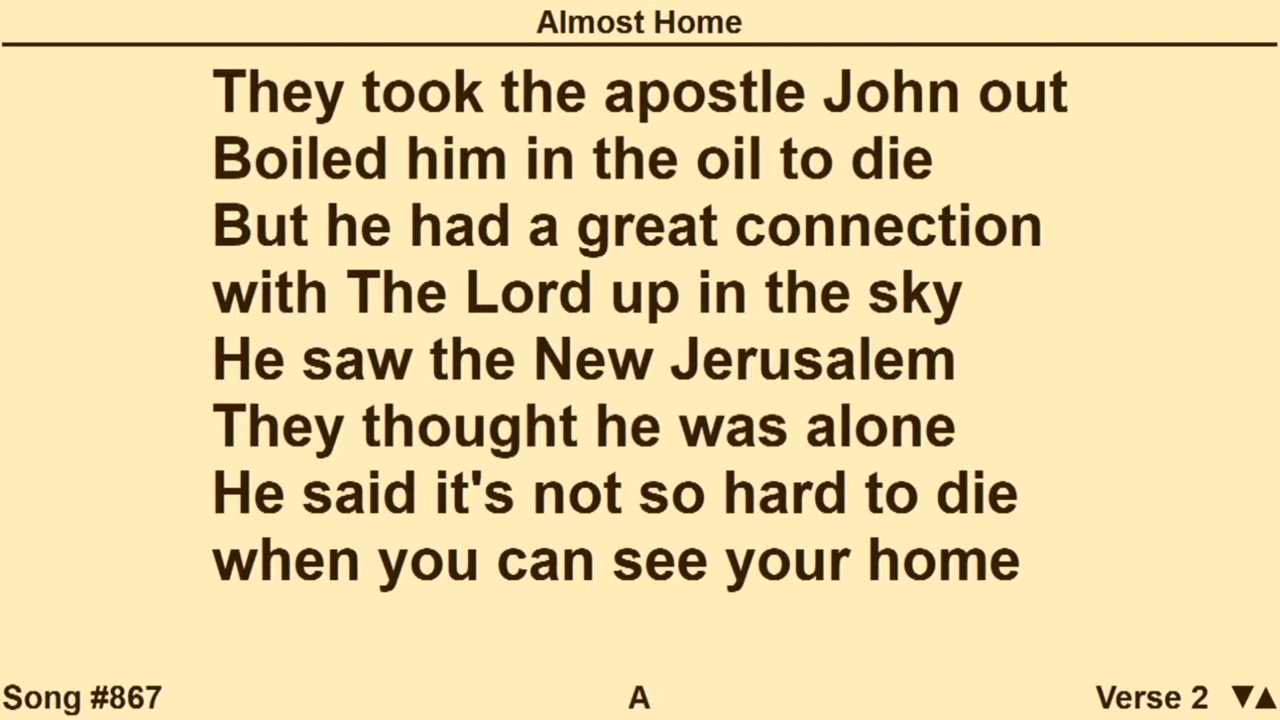 Almost Home
They took the apostle John out
Boiled him in the oil to die
But he had a great connection
with The Lord up in the sky
He saw the New Jerusalem
They thought he was alone
He said it's not so hard to die
when you can see your home
Song #867 A Verse 2 ▼▲